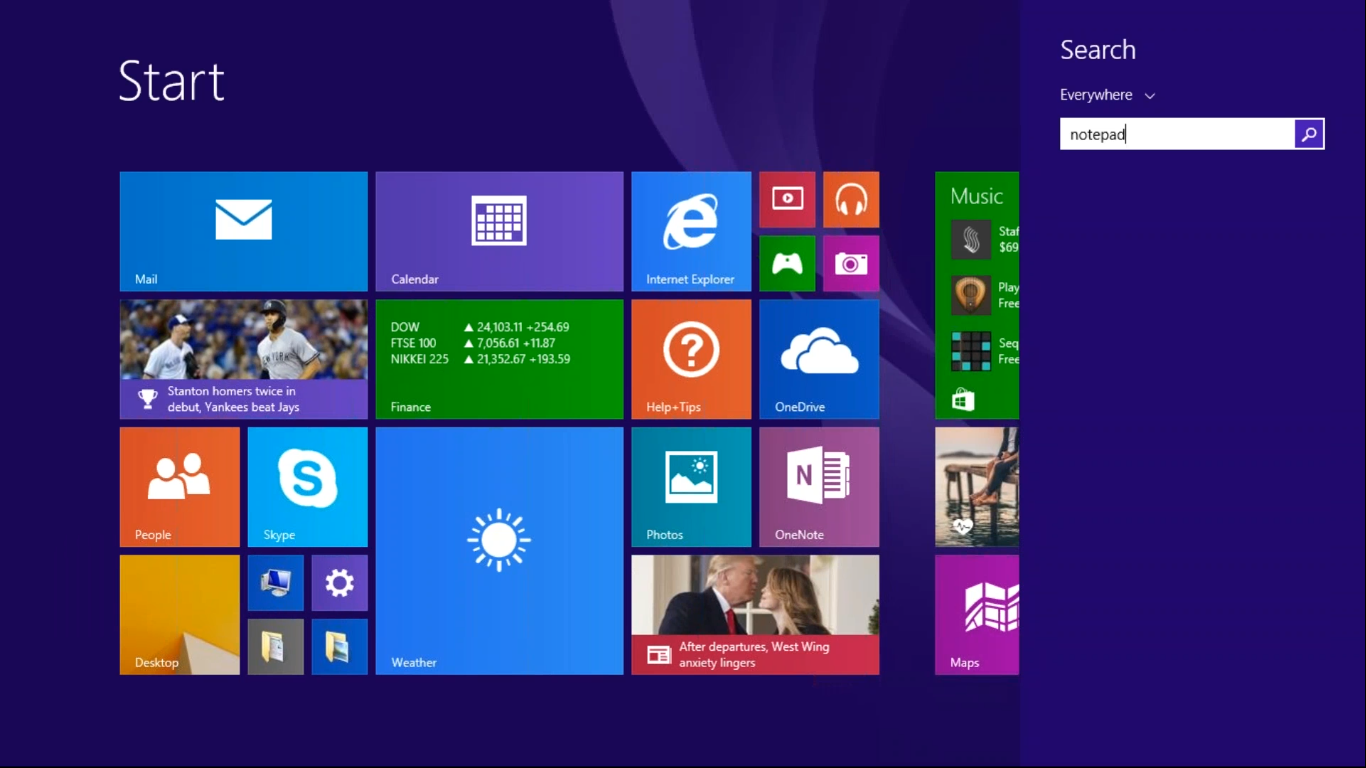 Start
Search
Everywhere
notepad
Mail
Calendar
Internet Explorer
Music
$69
Free
Free
Stanton homers twice in
debut, Yankees beat Jays
DOW ▲ 24,103.11 +254.69
FTSE 100 ▲ 7,056.61 +11.87
NIKKEI 225 ▲ 21,352.67 +193.59
Finance
Help+Tips
OneDrive
People
Skype
Weather
Photos
OneNote
Desktop
After departures, West Wing
anxiety lingers
Maps